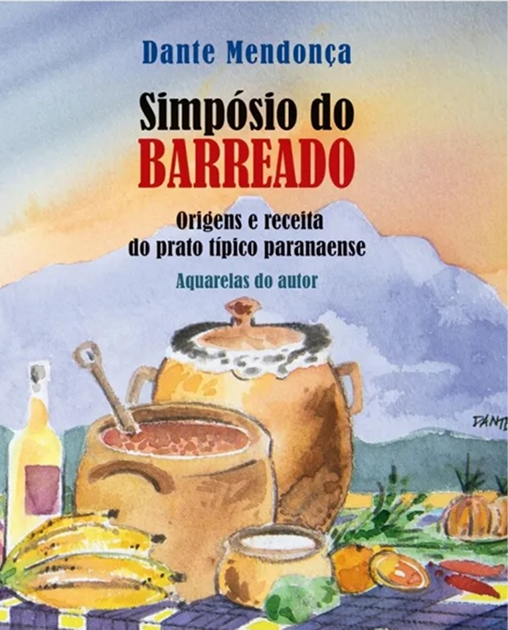 Dante Mendonça
Simpósio do
BARREADO
Origens e receita
do prato típico paranaense
Aquarelas do autor
DANTE